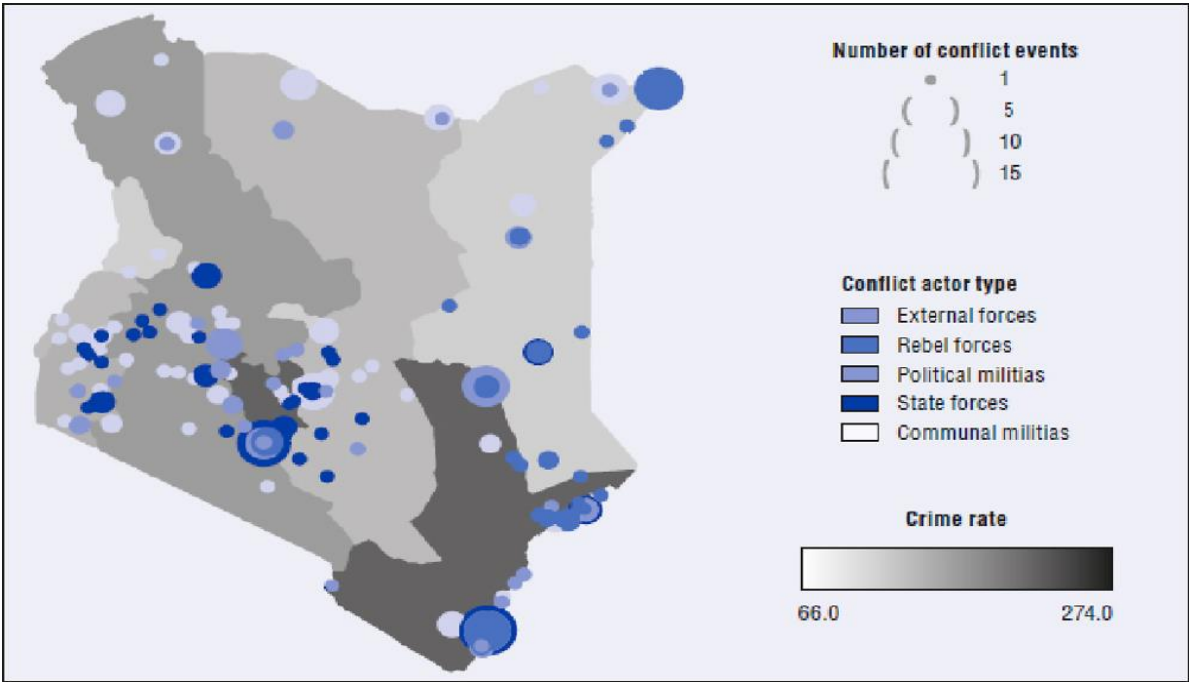 Number of conflict events
1
5
10
15
Conflict actor type
External forces
Rebel forces
Political militias
State forces
Communal militias
Crime rate
66.0 274.0